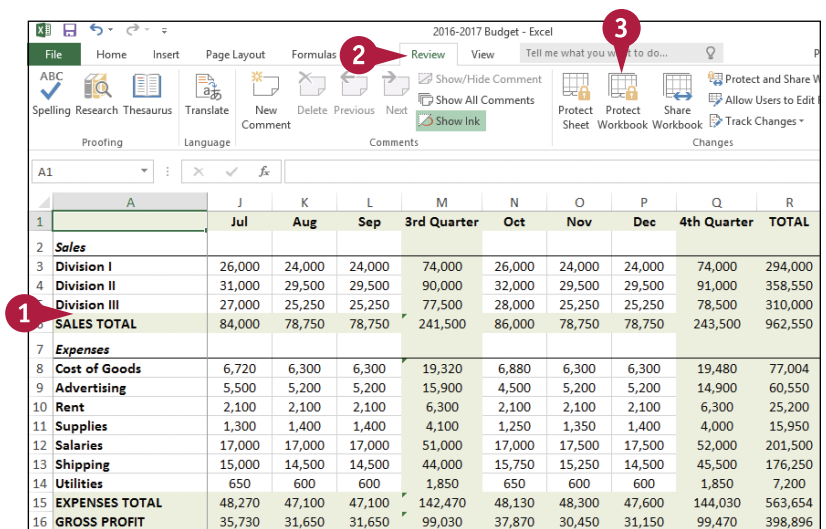 2016-2017 Budget - Excel
3
File Home Insert Page Layout Formulas 2 Review View Tell me what you w t to do... P
ABC
Spelling Research Thesaurus Translate New Comment Delete Previous Next
Show/Hide Comment
Show All Comments
Show Ink
Protect Sheet Protect Workbook Share Workbook
Protect and Share W
Allow Users to Edit
Track Changes
Proofing Language Comments Changes
A1 fx
A J K L M N O P Q R
1 Jul Aug Sep 3rd Quarter Oct Nov Dec 4th Quarter TOTAL
2 Sales
3 Division I 26,000 24,000 24,000 74,000 26,000 24,000 24,000 74,000 294,000
4 Division II 31,000 29,500 29,500 90,000 32,000 29,500 29,500 91,000 358,550
Division III 27,000 25,250 25,250 77,500 28,000 25,250 25,250 78,500 310,000
1
SALES TOTAL 84,000 78,750 78,750 241,500 86,000 78,750 78,750 243,500 962,550
7 Expenses
8 Cost of Goods 6,720 6,300 6,300 19,320 6,880 6,300 6,300 19,480 77,004
9 Advertising 5,500 5,200 5,200 15,900 4,500 5,200 5,200 14,900 60,550
10 Rent 2,100 2,100 2,100 6,300 2,100 2,100 2,100 6,300 25,200
11 Supplies 1,300 1,400 1,400 4,100 1,250 1,350 1,400 4,000 15,950
12 Salaries 17,000 17,000 17,000 51,000 17,000 17,500 17,500 52,000 201,500
13 Shipping 15,000 14,500 14,500 44,000 15,750 15,250 14,500 45,500 176,250
14 Utilities 650 600 600 1,850 650 600 600 1,850 7,200
15 EXPENSES TOTAL 48,270 47,100 47,100 142,470 48,130 48,300 47,600 144,030 563,654
16 GROSS PROFIT 35,730 31,650 31,650 99,030 37,870 30,450 31,150 99,470 398,896